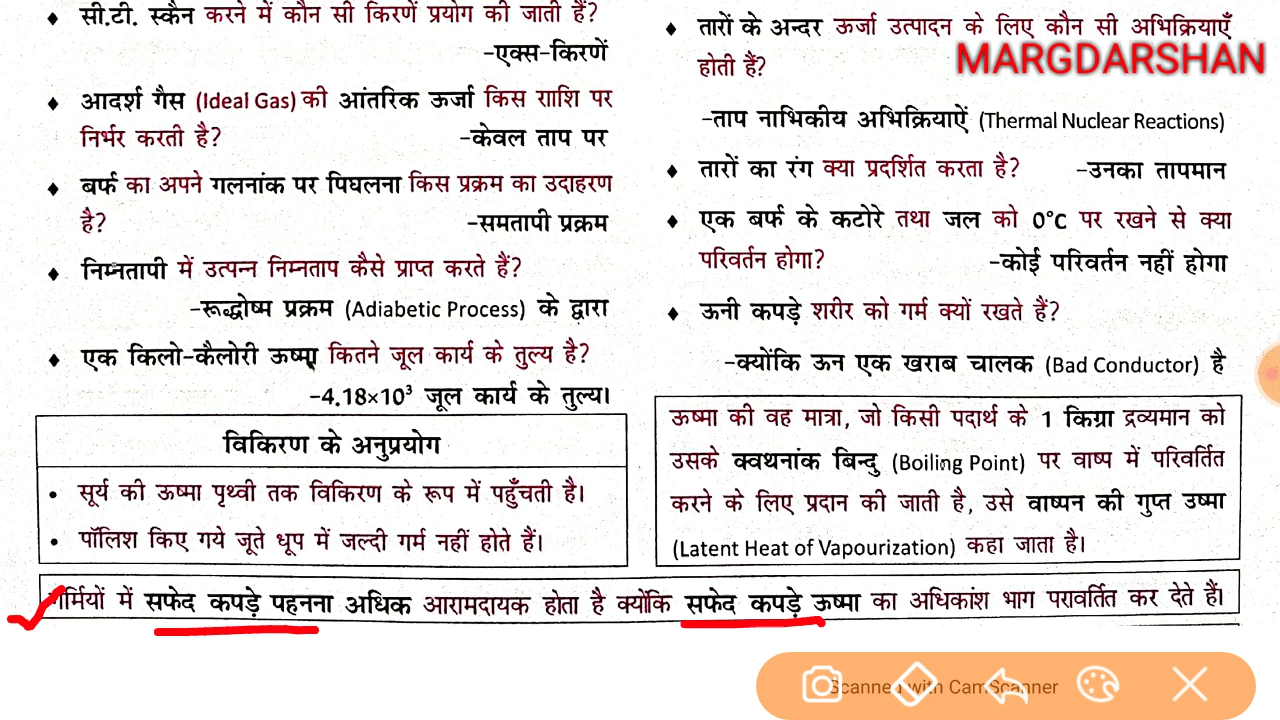 ♦ सी.टी. स्कैन करने में कौन सी किरणें प्रयोग की जाती हैं?
–एक्स-किरणें
♦ आदर्श गैस (Ideal Gas) की आंतरिक ऊर्जा किस रााशि पर
निर्भर करती है? –केवल ताप पर
♦ बर्फ का अपने गलनांक पर पिघलना किस प्रक्रम का उदाहरण
है? –समतापी प्रक्रम
♦ निम्नतापी में उत्पन्न निम्नताप कैसे प्राप्त करते हैं?
–रूद्धोष्म प्रक्रम (Adiabetic Process) के द्वारा
♦ एक किलो-कैलोरी ऊष्मा कितने जूल कार्य के तुल्य है?
–4.18×10³ जूल कार्य के तुल्य।
विकिरण के अनुप्रयोग
• सूर्य की ऊष्मा पृथ्वी तक विकिरण के रूप में पहुँचती है।
• पॉलिश किए गये जूते धूप में जल्दी गर्म नहीं होते हैं।
♦ तारों के अन्दर ऊर्जा उत्पादन के लिए कौन सी अभिक्रियाएँ
MARGDARSHAN
होती हैं?
–ताप नाभिकीय अभिक्रियाऐं (Thermal Nuclear Reactions)
♦ तारों का रंग क्या प्रदर्शित करता है? –उनका तापमान
♦ एक बर्फ के कटोरे तथा जल को 0°C पर रखने से क्या
परिवर्तन होगा? –कोई परिवर्तन नहीं होगा
♦ ऊनी कपड़े शरीर को गर्म क्यों रखते हैं?
–क्योंकि ऊन एक खराब चालक (Bad Conductor) है
ऊष्मा की वह मात्रा, जो किसी पदार्थ के 1 किग्रा द्रव्यमान को
उसके क्वथनांक बिन्दु (Boiling Point) पर वाष्प में परिवर्तित
करने के लिए प्रदान की जाती है, उसे वाष्पन की गुप्त उष्मा
(Latent Heat of Vapourization) कहा जाता है।
गर्मियों में सफेद कपड़े पहनना अधिक आरामदायक होता है क्योंकि सफेद कपड़े ऊष्मा का अधिकांश भाग परावर्तित कर देते हैं।
Scanned with CamScanner